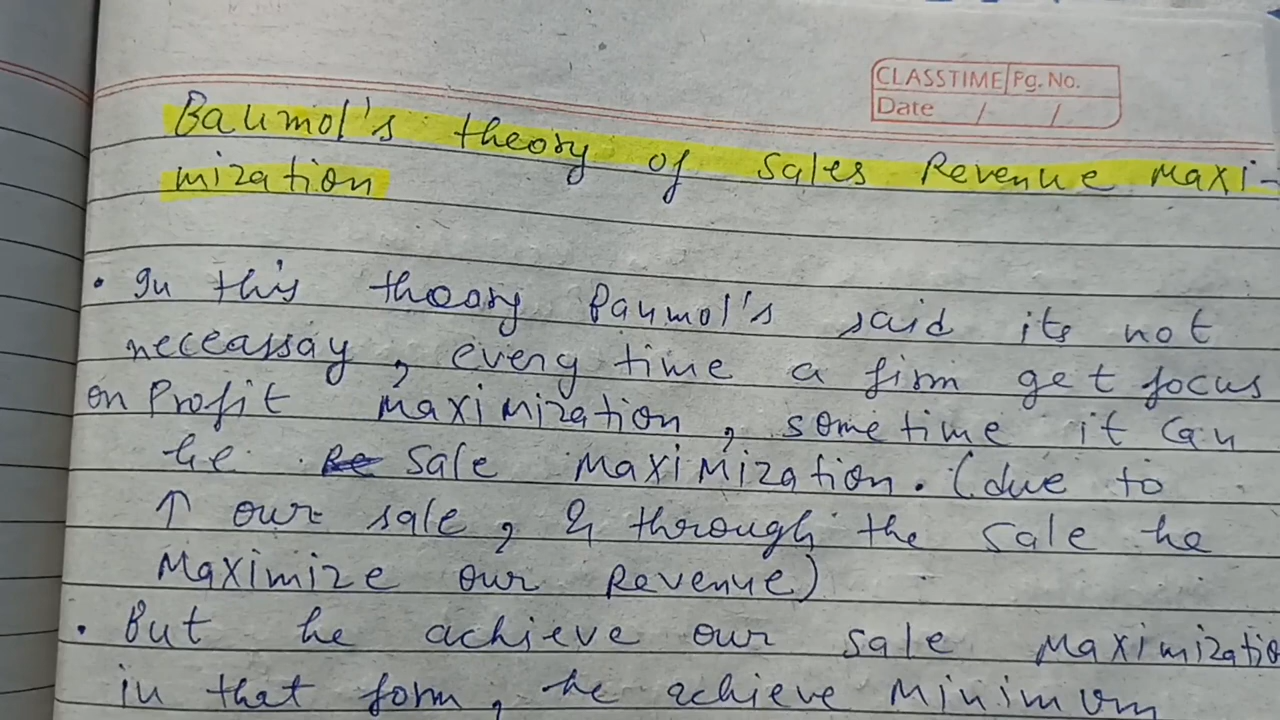 CLASSTIME Pg. No.
Date / /
Baumol's theory of Sales Revenue Maxi-
mization
• In this theory Baumol's said its not
neceassay, every time a firm get focus
on Profit Maximization, sometime it can
be sale Maximization. (due to
↑ our sale, & through the sale he
Maximize our Revenue)
• But he achieve our sale Maximizatio
in that form, he achieve Minimum